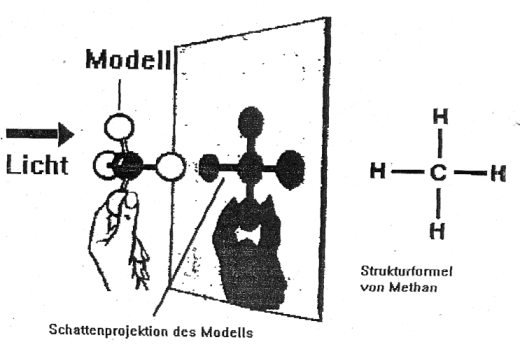 Modell
Licht
H
H—C—H
H
Strukturformel
von Methan
Schattenprojektion des Modells